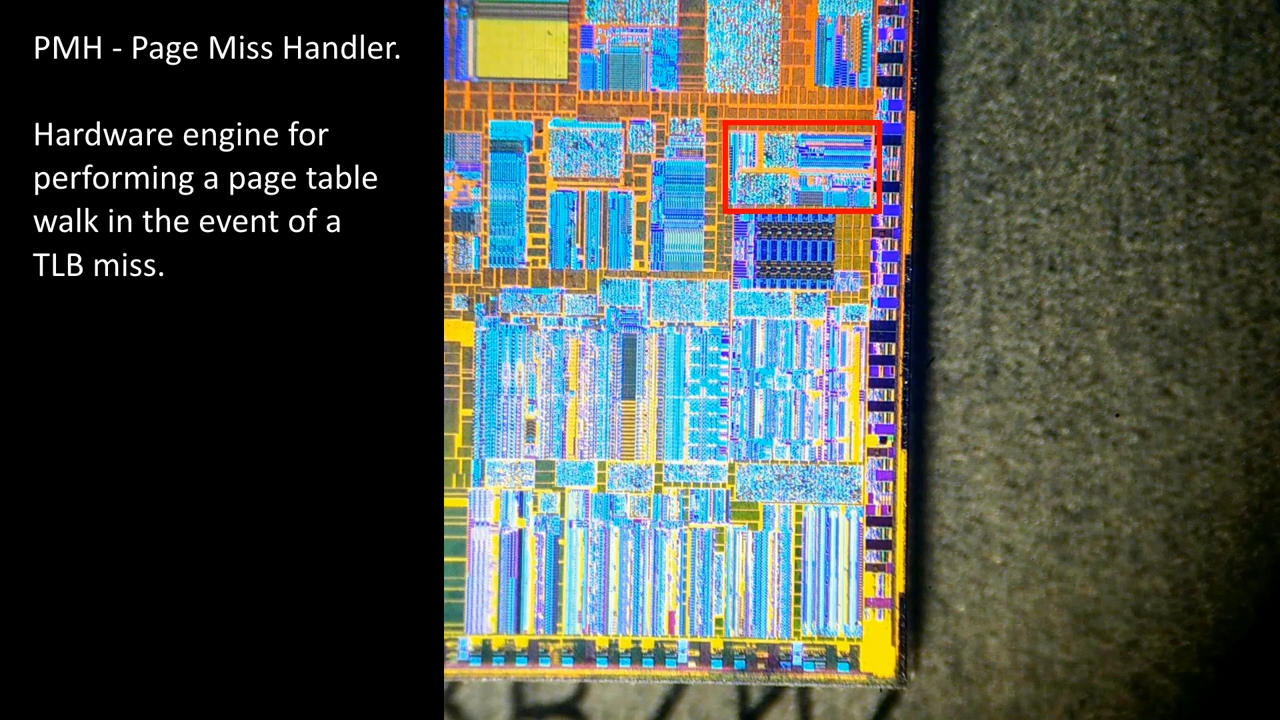 PMH - Page Miss Handler.
Hardware engine for
performing a page table
walk in the event of a
TLB miss.